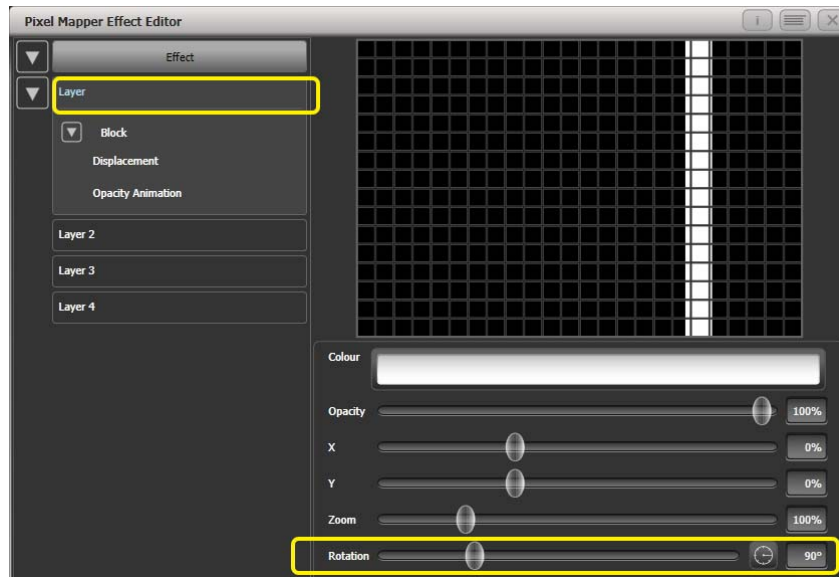 Pixel Mapper Effect Editor
i
Effect
Layer
Block
Displacement
Opacity Animation
Layer 2
Layer 3
Layer 4
Colour
Opacity 100%
X 0%
Y 0%
Zoom 100%
Rotation 90°